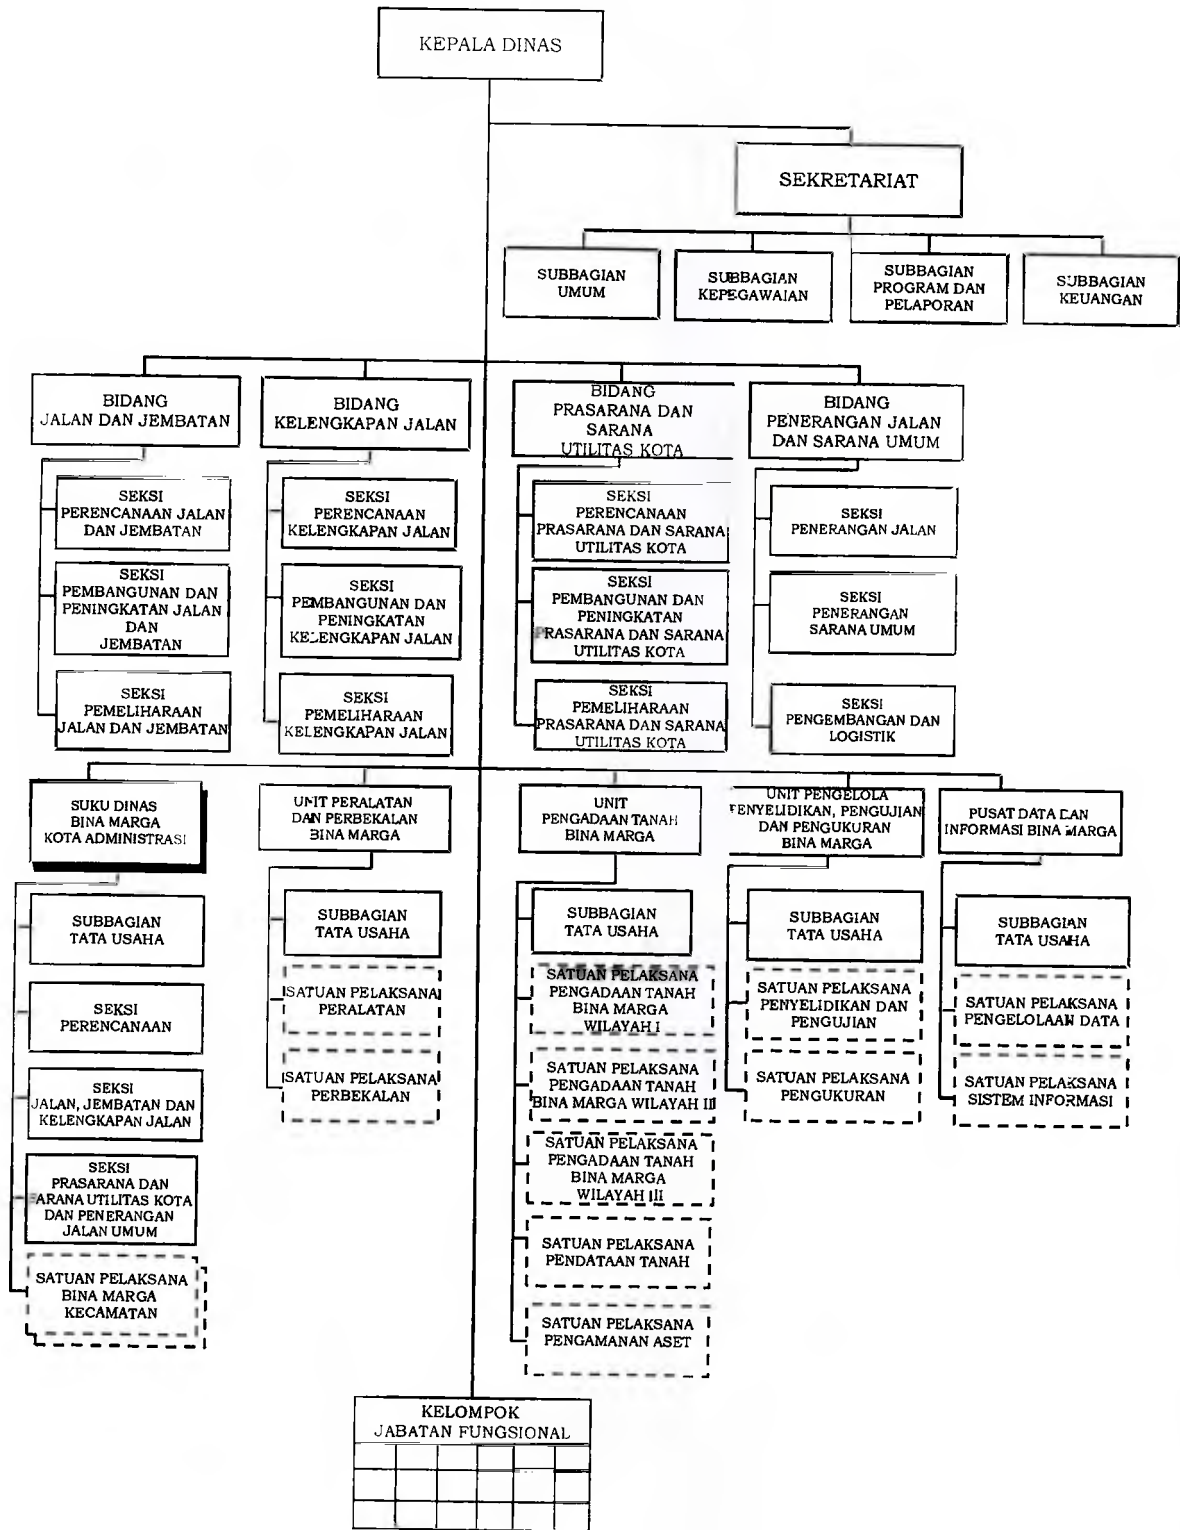 KEPALA DINAS
SEKRETARIAT
SUBBAGIAN
UMUM
SUBBAGIAN
KEPEGAWAIAN
SUBBAGIAN
PROGRAM DAN
PELAPORAN
SUBBAGIAN
KEUANGAN
BIDANG
JALAN DAN JEMBATAN
BIDANG
KELENGKAPAN JALAN
BIDANG
PRASARANA DAN
SARANA
UTILITAS KOTA
BIDANG
PENERANGAN JALAN
DAN SARANA UMUM
SEKSI
PERENCANAAN JALAN
DAN JEMBATAN
SEKSI
PEMBANGUNAN DAN
PENINGKATAN JALAN
DAN
JEMBATAN
SEKSI
PEMELIHARAAN
JALAN DAN JEMBATAN
SEKSI
PERENCANAAN
KELENGKAPAN JALAN
SEKSI
PEMBANGUNAN DAN
PENINGKATAN
KELENGKAPAN JALAN
SEKSI
PEMELIHARAAN
KELENGKAPAN JALAN
SEKSI
PERENCANAAN
PRASARANA DAN SARANA
UTILITAS KOTA
SEKSI
PEMBANGUNAN DAN
PENINGKATAN
PRASARANA DAN SARANA
UTILITAS KOTA
SEKSI
PEMELIHARAAN
PRASARANA DAN SARANA
UTILITAS KOTA
SEKSI
PENERANGAN JALAN
SEKSI
PENERANGAN
SARANA UMUM
SEKSI
PENGEMBANGAN DAN
LOGISTIK
SUKU DINAS
BINA MARGA
KOTA ADMINISTRASI
UNIT PERALATAN
DAN PERBEKALAN
BINA MARGA
UNIT
PENGADAAN TANAH
BINA MARGA
UNIT PENGELOLA
PENYELIDIKAN, PENGUJIAN
DAN PENGUKURAN
BINA MARGA
PUSAT DATA DAN
INFORMASI BINA MARGA
SUBBAGIAN
TATA USAHA
SEKSI
PERENCANAAN
SEKSI
JALAN, JEMBATAN DAN
KELENGKAPAN JALAN
SEKSI
PRASARANA DAN
SARANA UTILITAS KOTA
DAN PENERANGAN
JALAN UMUM
SATUAN PELAKSANA
BINA MARGA
KECAMATAN
SUBBAGIAN
TATA USAHA
SATUAN PELAKSANA
PERALATAN
SATUAN PELAKSANA
PERBEKALAN
SUBBAGIAN
TATA USAHA
SATUAN PELAKSANA
PENGADAAN TANAH
BINA MARGA
WILAYAH I
SATUAN PELAKSANA
PENGADAAN TANAH
BINA MARGA WILAYAH II
SATUAN PELAKSANA
PENGADAAN TANAH
BINA MARGA
WILAYAH III
SATUAN PELAKSANA
PENDATAAN TANAH
SATUAN PELAKSANA
PENGAMANAN ASET
SUBBAGIAN
TATA USAHA
SATUAN PELAKSANA
PENYELIDIKAN DAN
PENGUJIAN
SATUAN PELAKSANA
PENGUKURAN
SUBBAGIAN
TATA USAHA
SATUAN PELAKSANA
PENGELOLAAN DATA
SATUAN PELAKSANA
SISTEM INFORMASI
KELOMPOK
JABATAN FUNGSIONAL